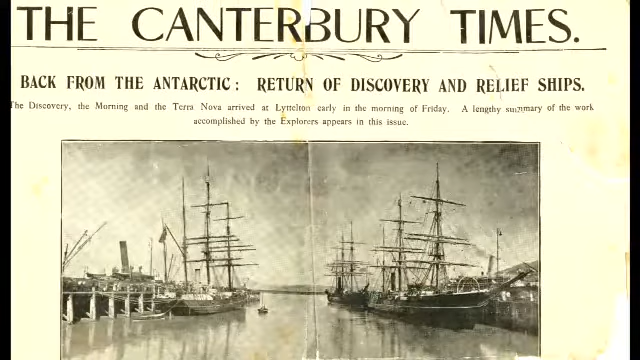 THE CANTERBURY TIMES.
BACK FROM THE ANTARCTIC: RETURN OF DISCOVERY AND RELIEF SHIPS.
The Discovery, the Morning and the Terra Nova arrived at Lyttelton early in the morning of Friday. A lengthy summary of the work
accomplished by the Explorers appears in this issue.